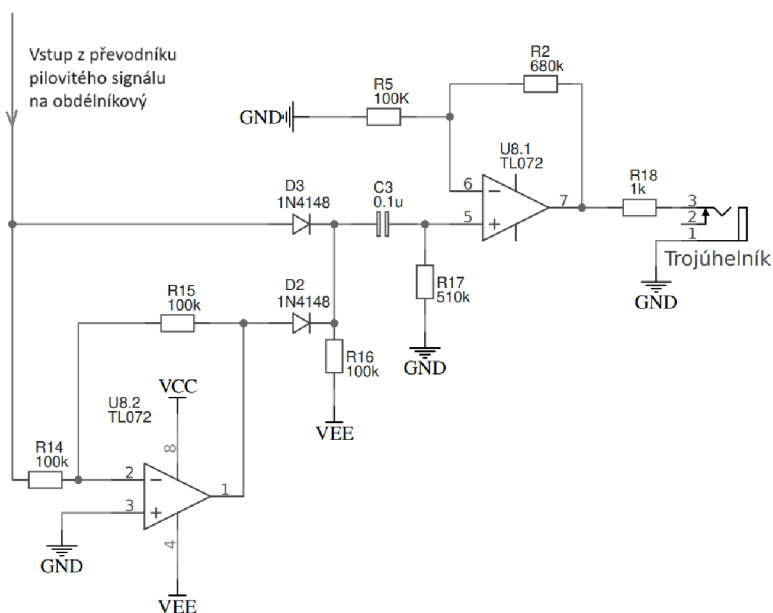 Vstup z převodníku
pilovitého signálu
na obdélníkový
R2
680k
R5
100K
GND
U8.1
TL072
6
5
7
R18
1k
3
2
1
Trojúhelník
GND
D3
1N4148
C3
0.1u
R17
510k
GND
R15
100k
D2
1N4148
R16
100k
VEE
VCC
U8.2
TL072
8
R14
100k
2
3
1
4
GND
VEE